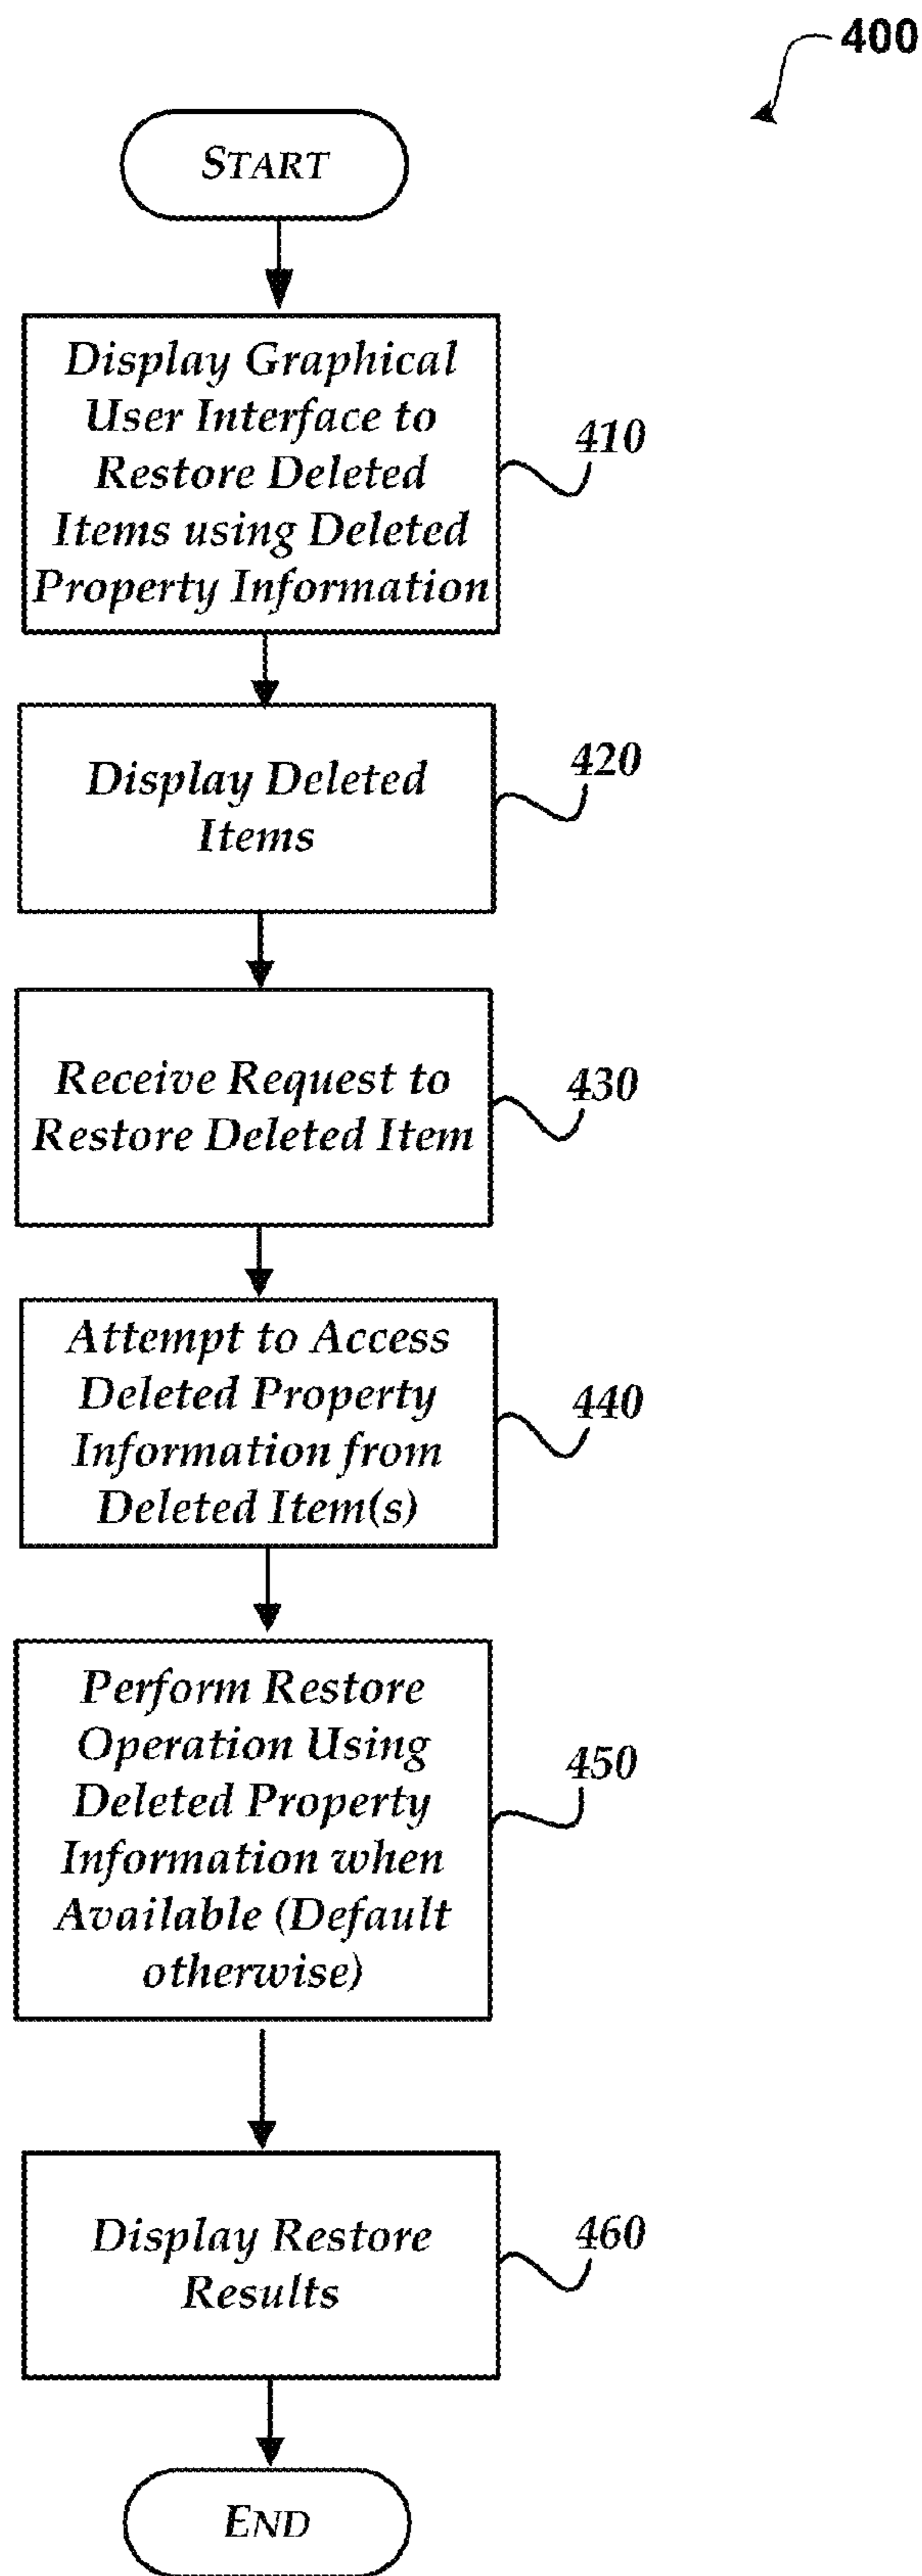 400
START
Display Graphical
User Interface to
Restore Deleted
Items using Deleted
Property Information
410
Display Deleted
Items
420
Receive Request to
Restore Deleted Item
430
Attempt to Access
Deleted Property
Information from
Deleted Item(s)
440
Perform Restore
Operation Using
Deleted Property
Information when
Available (Default
otherwise)
450
Display Restore
Results
460
END